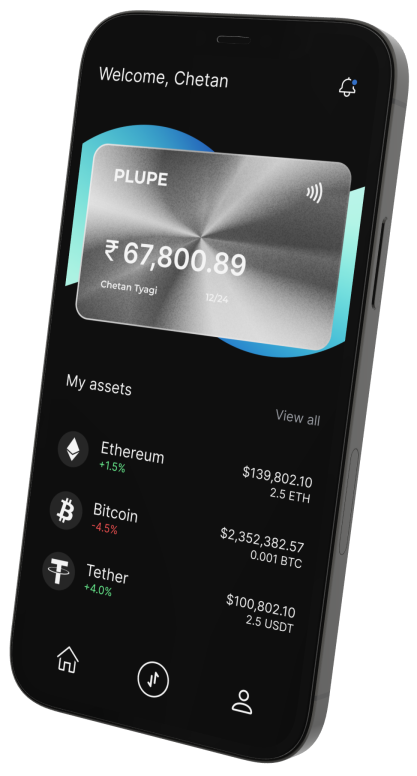 Welcome, Chetan
PLUPE
₹ 67,800.89
Chetan Tyagi 12/24
My assets
View all
Ethereum
+1.5%
$139,802.10
2.5 ETH
Bitcoin
-4.5%
$2,352,382.57
0.001 BTC
Tether
+4.0%
$100,802.10
2.5 USDT